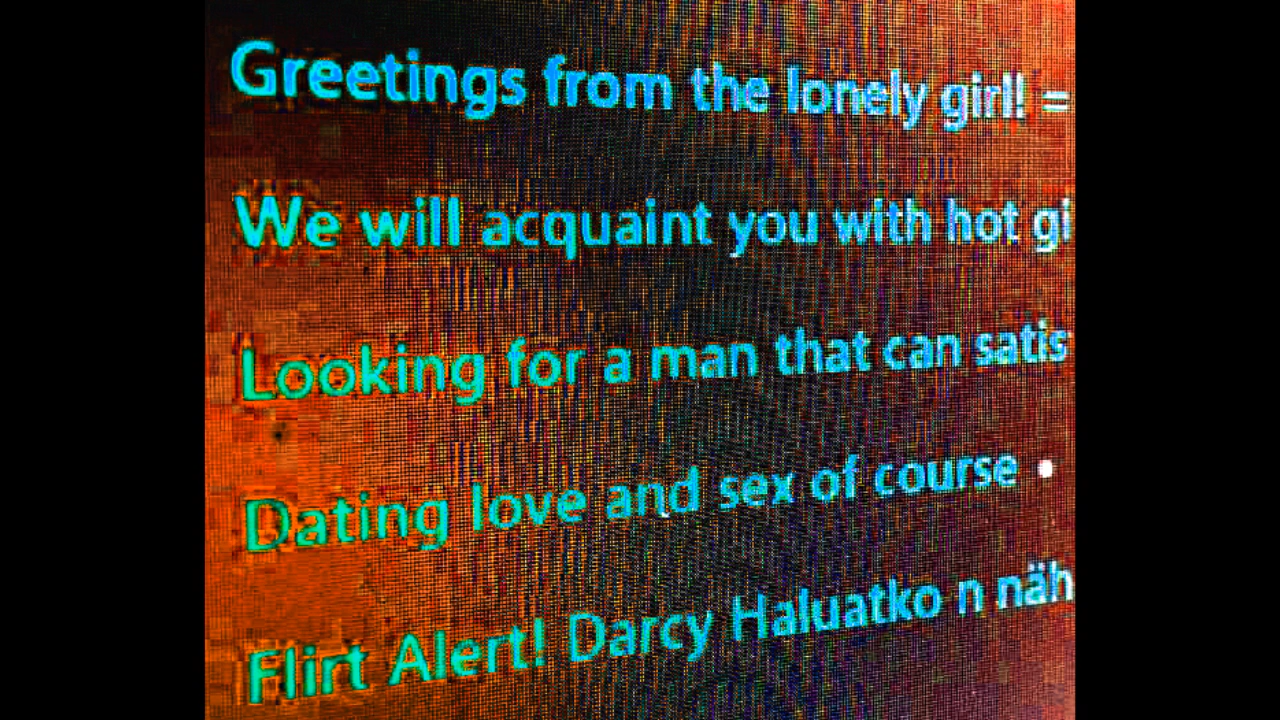 Greetings from the lonely girl! =
We will acquaint you with hot gi
Looking for a man that can satis
Dating love and sex of course •
Flirt Alert! Darcy Haluatko n näh